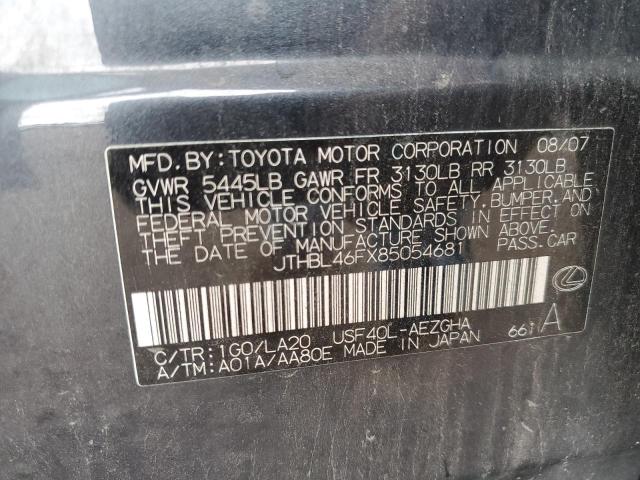 MFD. BY: TOYOTA MOTOR CORPORATION 08/07
GVWR 5445LB GAWR FR 3130LB RR 3130LB
THIS VEHICLE CONFORMS TO ALL APPLICABLE
FEDERAL MOTOR VEHICLE SAFETY, BUMPER, AND
THEFT PREVENTION STANDARDS IN EFFECT ON
THE DATE OF MANUFACTURE SHOWN ABOVE.
JTHBL46FX85054681 PASS. CAR
USF40L-AEZGHA
C/TR: 1G0/LA20
A/TM: A01A/AA80E MADE IN JAPAN 661 A